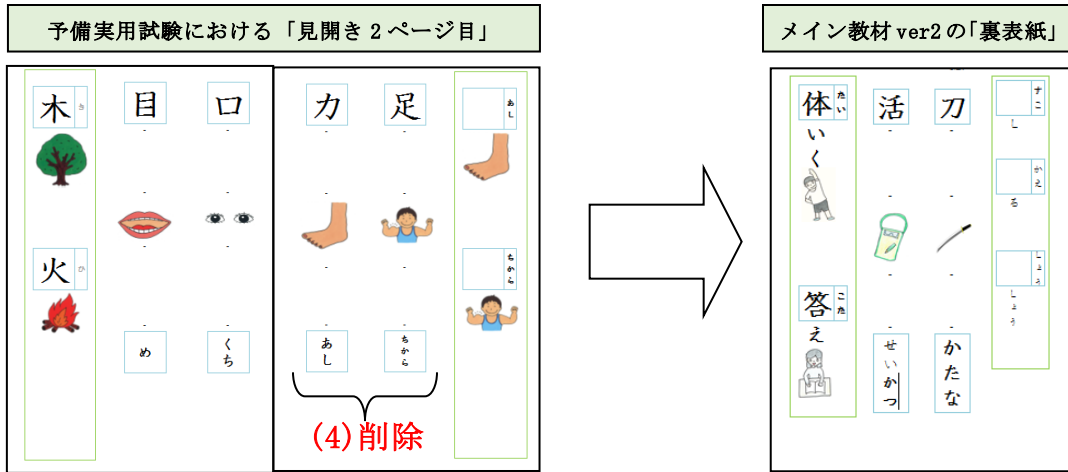 予備実用試験における「見開き2ページ目」
メイン教材ver2の「裏表紙」
あし
ちから
足
ちから
力
あし
口
くち
目
め
木
き
火
ひ
(4)削除
すこ
し
かえ
る
しょう
しょう
刀
かたな
活
せいかつ
体
たい
いく
答
こた
え